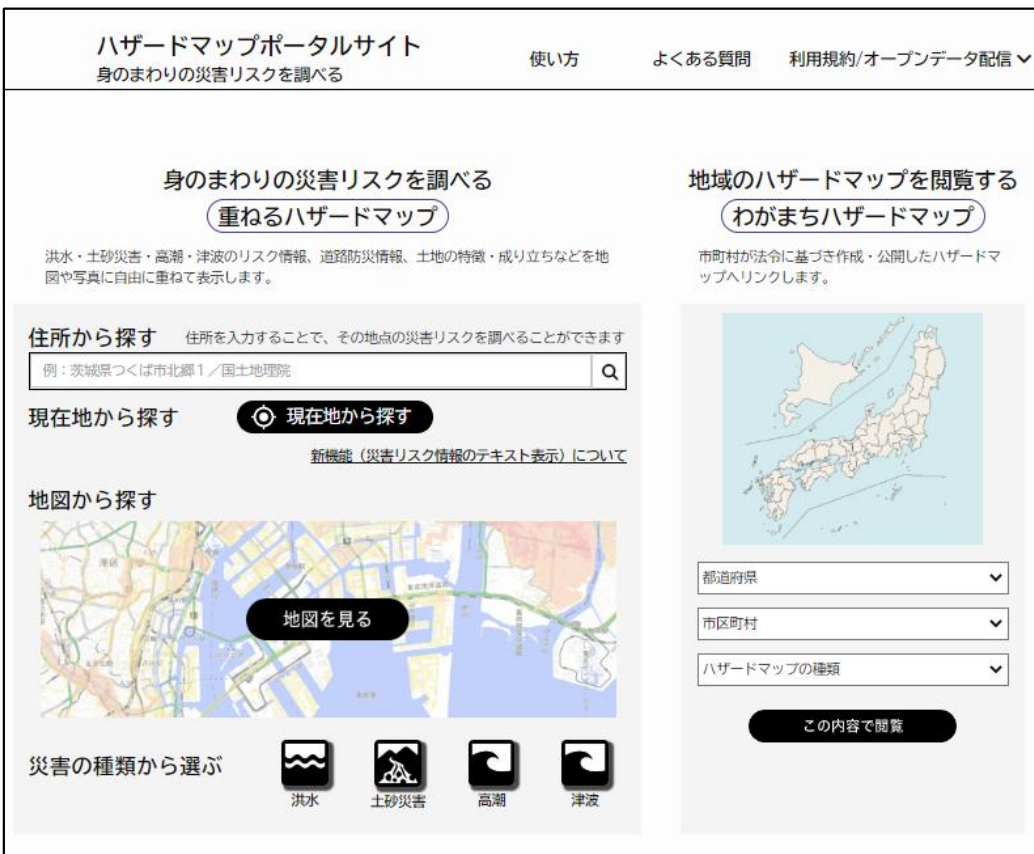 ハザードマップポータルサイト
身のまわりの災害リスクを調べる
使い方
よくある質問
利用規約/オープンデータ配信
身のまわりの災害リスクを調べる
重ねるハザードマップ
洪水・土砂災害・高潮・津波のリスク情報、道路防災情報、土地の特徴・成り立ちなどを地
図や写真に自由に重ねて表示します。
住所から探す
住所を入力することで、その地点の災害リスクを調べることができます
例：茨城県つくば市北郷１／国土地理院
現在地から探す
現在地から探す
新機能（災害リスク情報のテキスト表示）について
地図から探す
港区
地図を見る
災害の種類から選ぶ
洪水
土砂災害
高潮
津波
地域のハザードマップを閲覧する
わがまちハザードマップ
市町村が法令に基づき作成・公開したハザードマ
ップへリンクします。
都道府県
市区町村
ハザードマップの種類
この内容で閲覧